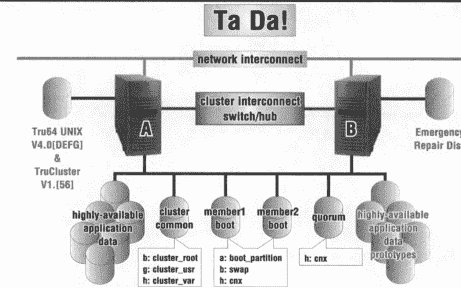 Ta Da!
network interconnect
cluster interconnect
switch/hub
A
B
Tru64 UNIX
V4.0[DEFG]
&
TruCluster
V1.[56]
Emergency
Repair Dis
highly-available
application
data
cluster
common
member1
boot
member2
boot
quorum
highly-available
application
data
prototypes
b: cluster_root
g: cluster_usr
h: cluster_var
a: boot_partition
b: swap
h: cnx
h: cnx